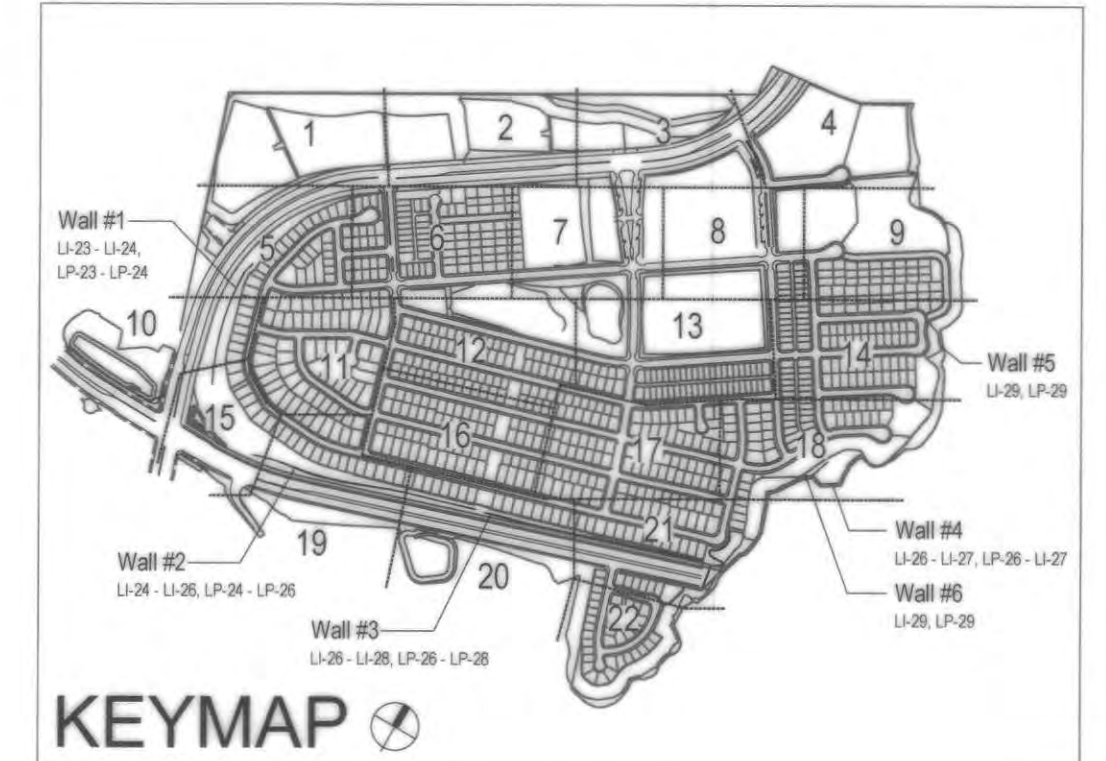 1
2
3
4
Wall #1
LI-23 - LI-24,
LP-23 - LP-24
5
6
7
8
9
10
11
12
13
14
Wall #5
LI-29, LP-29
15
16
17
18
19
20
21
22
Wall #2
LI-24 - LI-26, LP-24 - LP-26
Wall #3
LI-26 - LI-28, LP-26 - LP-28
Wall #4
LI-26 - LI-27, LP-26 - LI-27
Wall #6
LI-29, LP-29
KEYMAP